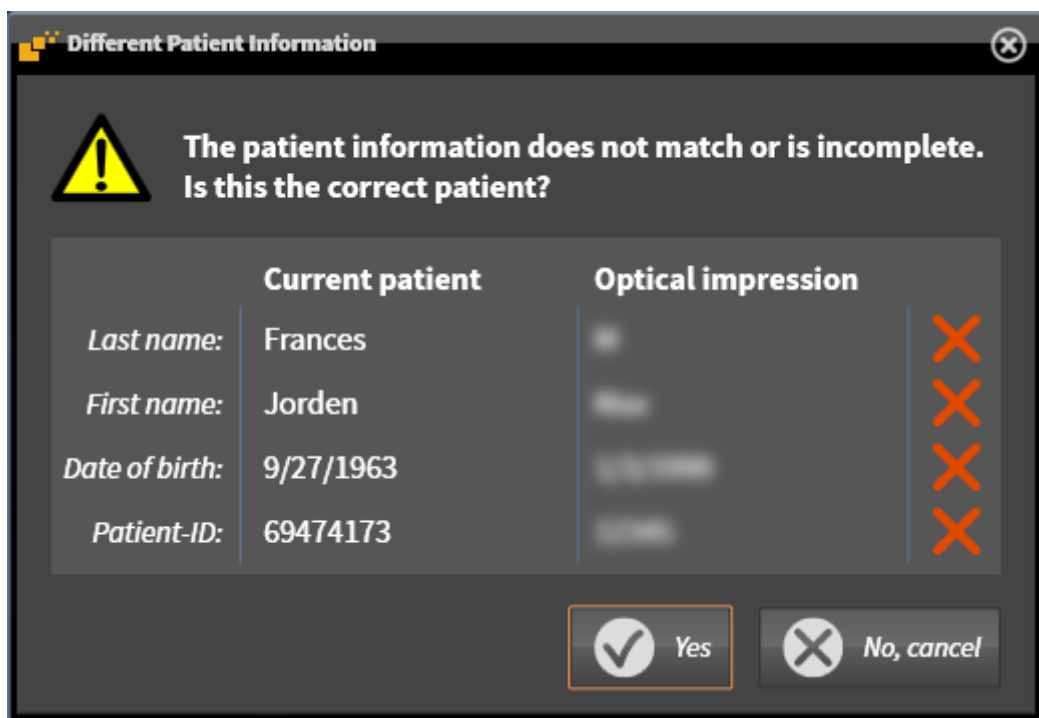 Different Patient Information
The patient information does not match or is incomplete.
Is this the correct patient?
Current patient Optical impression
Last name: Frances
First name: Jorden
Date of birth: 9/27/1963
Patient-ID: 69474173
Yes No, cancel